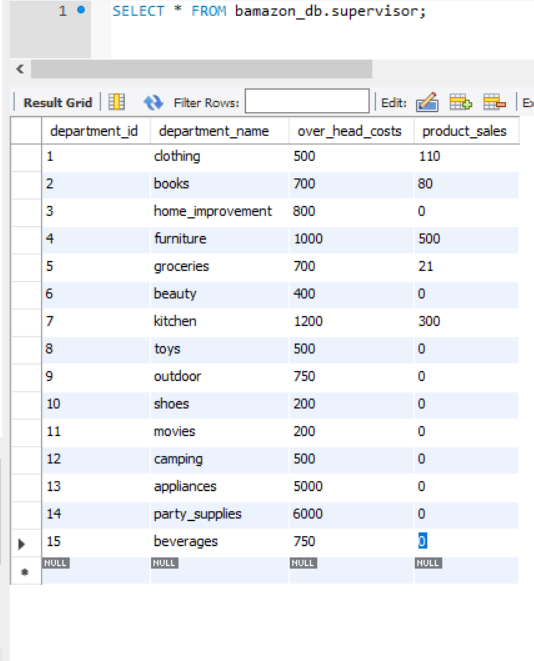 1 SELECT * FROM bamazon_db.supervisor;
Result Grid Filter Rows: Edit: Ex
department_id department_name over_head_costs product_sales
1 clothing 500 110
2 books 700 80
3 home_improvement 800 0
4 furniture 1000 500
5 groceries 700 21
6 beauty 400 0
7 kitchen 1200 300
8 toys 500 0
9 outdoor 750 0
10 shoes 200 0
11 movies 200 0
12 camping 500 0
13 appliances 5000 0
14 party_supplies 6000 0
15 beverages 750 0
NULL NULL NULL NULL